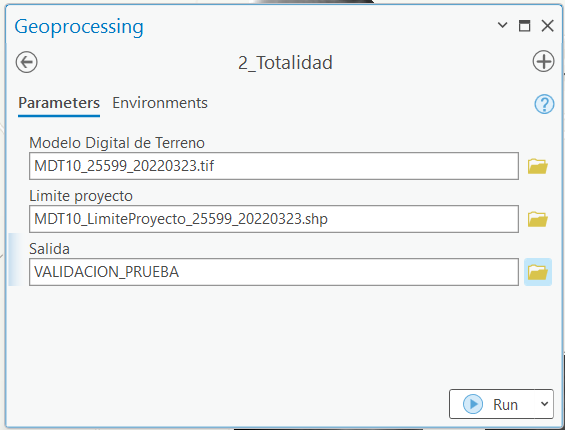 Geoprocessing
2_Totalidad
Parameters Environments
Modelo Digital de Terreno
MDT10_25599_20220323.tif
Limite proyecto
MDT10_LimiteProyecto_25599_20220323.shp
Salida
VALIDACION_PRUEBA
Run